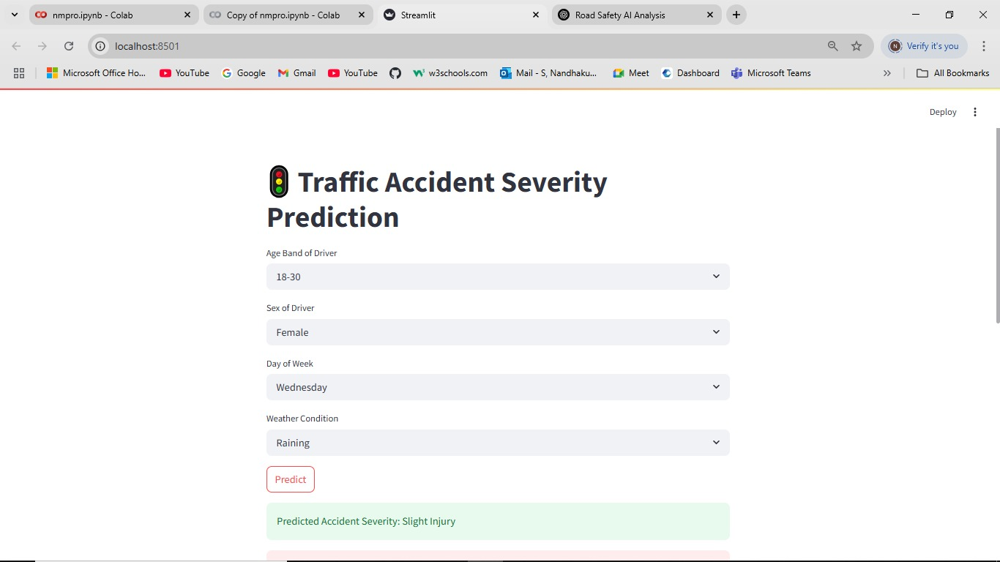 nmpro.ipynb - Colab
Copy of nmpro.ipynb - Colab
Streamlit
Road Safety AI Analysis
localhost:8501
N
Verify it's you
Microsoft Office Ho...
YouTube
Google
Gmail
YouTube
w3schools.com
Mail - S, Nandhaku...
Meet
Dashboard
Microsoft Teams
All Bookmarks
Deploy
Traffic Accident Severity
Prediction
Age Band of Driver
18-30
Sex of Driver
Female
Day of Week
Wednesday
Weather Condition
Raining
Predict
Predicted Accident Severity: Slight Injury